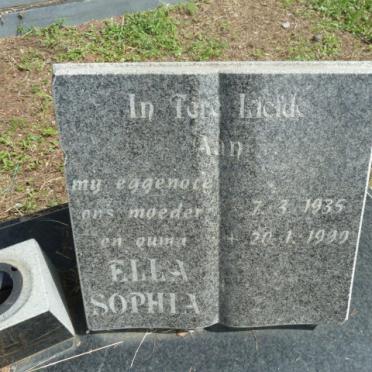 In Tere Liefde
Aan
my eggenote
ons moeder
en ouma
ELLA
SOPHIA
7.3.1935
+ 20.1.1999